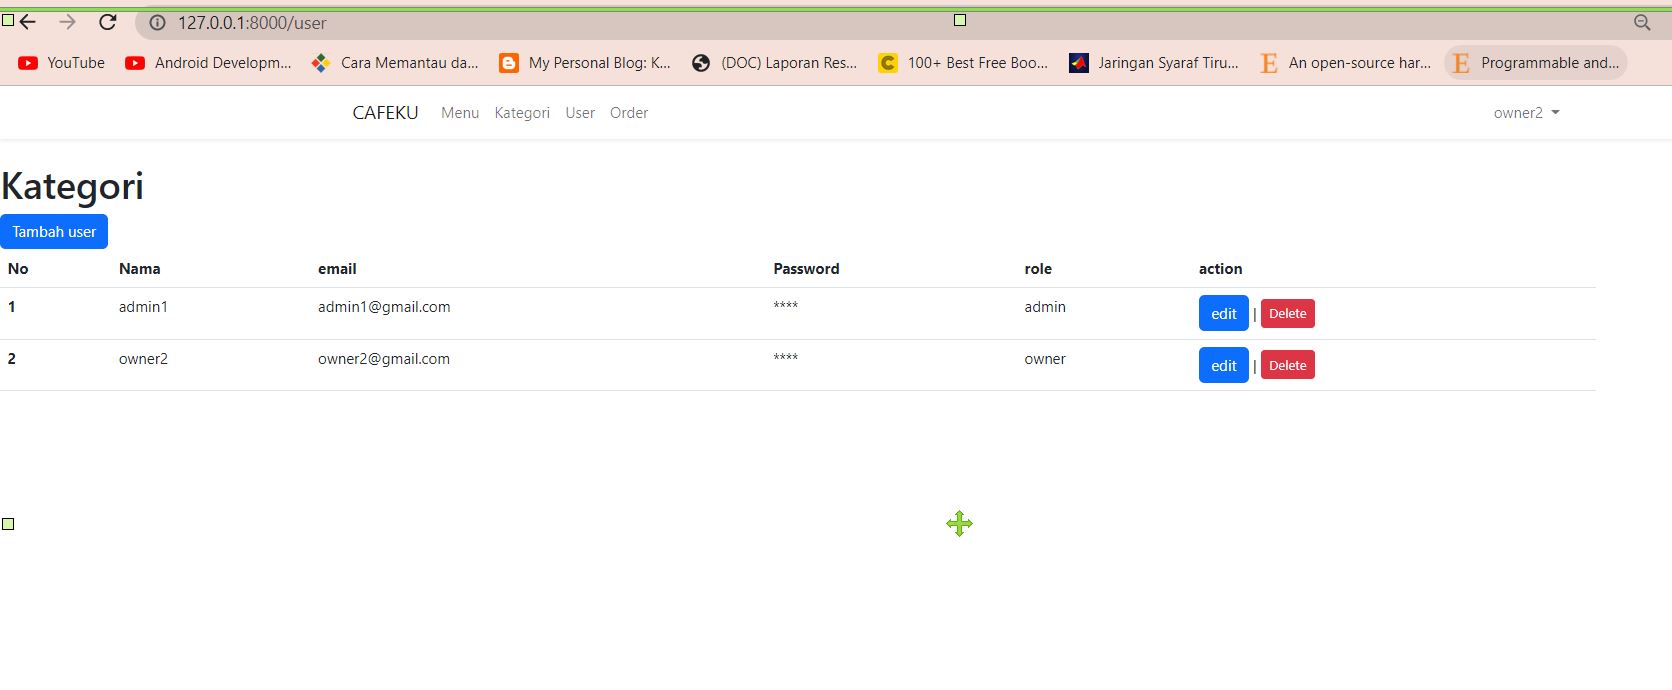 127.0.0.1:8000/user
YouTube Android Developm... Cara Memantau da... My Personal Blog: K... (DOC) Laporan Res... 100+ Best Free Boo... Jaringan Syaraf Tiru... An open-source har... Programmable and...
CAFEKU Menu Kategori User Order owner2
Kategori
Tambah user
No Nama email Password role action
1 admin1 admin1@gmail.com **** admin edit | Delete
2 owner2 owner2@gmail.com **** owner edit | Delete